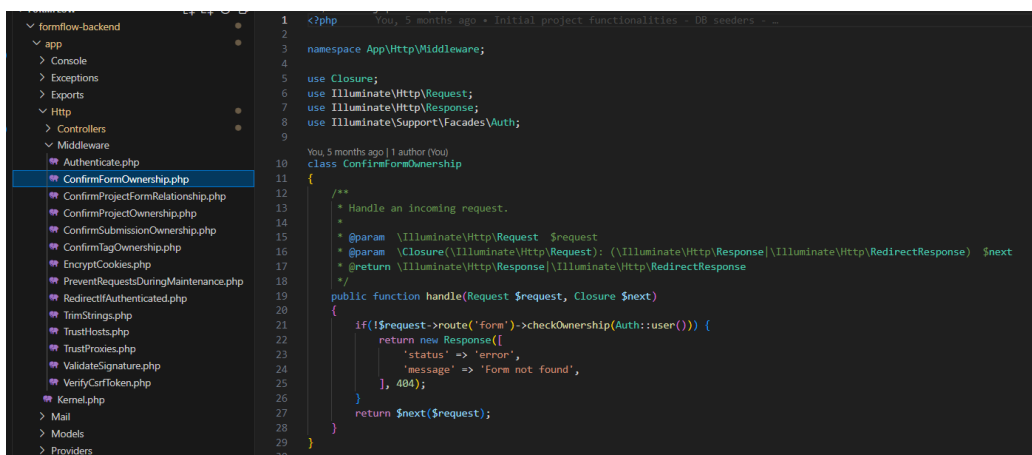 formflow-backend
app
Console
Exceptions
Exports
Http
Controllers
Middleware
Authenticate.php
ConfirmFormOwnership.php
ConfirmProjectFormRelationship.php
ConfirmProjectOwnership.php
ConfirmSubmissionOwnership.php
ConfirmTagOwnership.php
EncryptCookies.php
PreventRequestsDuringMaintenance.php
RedirectIfAuthenticated.php
TrimStrings.php
TrustHosts.php
TrustProxies.php
ValidateSignature.php
VerifyCsrfToken.php
Kernel.php
Mail
Models
Providers
1 <?php You, 5 months ago • Initial project functionalities - DB seeders - …
2
3 namespace App\Http\Middleware;
4
5 use Closure;
6 use Illuminate\Http\Request;
7 use Illuminate\Http\Response;
8 use Illuminate\Support\Facades\Auth;
9
You, 5 months ago | 1 author (You)
10 class ConfirmFormOwnership
11 {
12 /**
13 * Handle an incoming request.
14 *
15 * @param \Illuminate\Http\Request $request
16 * @param \Closure(\Illuminate\Http\Request): (\Illuminate\Http\Response|\Illuminate\Http\RedirectResponse) $next
17 * @return \Illuminate\Http\Response|\Illuminate\Http\RedirectResponse
18 */
19 public function handle(Request $request, Closure $next)
20 {
21 if(!$request->route('form')->checkOwnership(Auth::user())) {
22 return new Response([
23 'status' => 'error',
24 'message' => 'Form not found',
25 ], 404);
26 }
27 return $next($request);
28 }
29 }